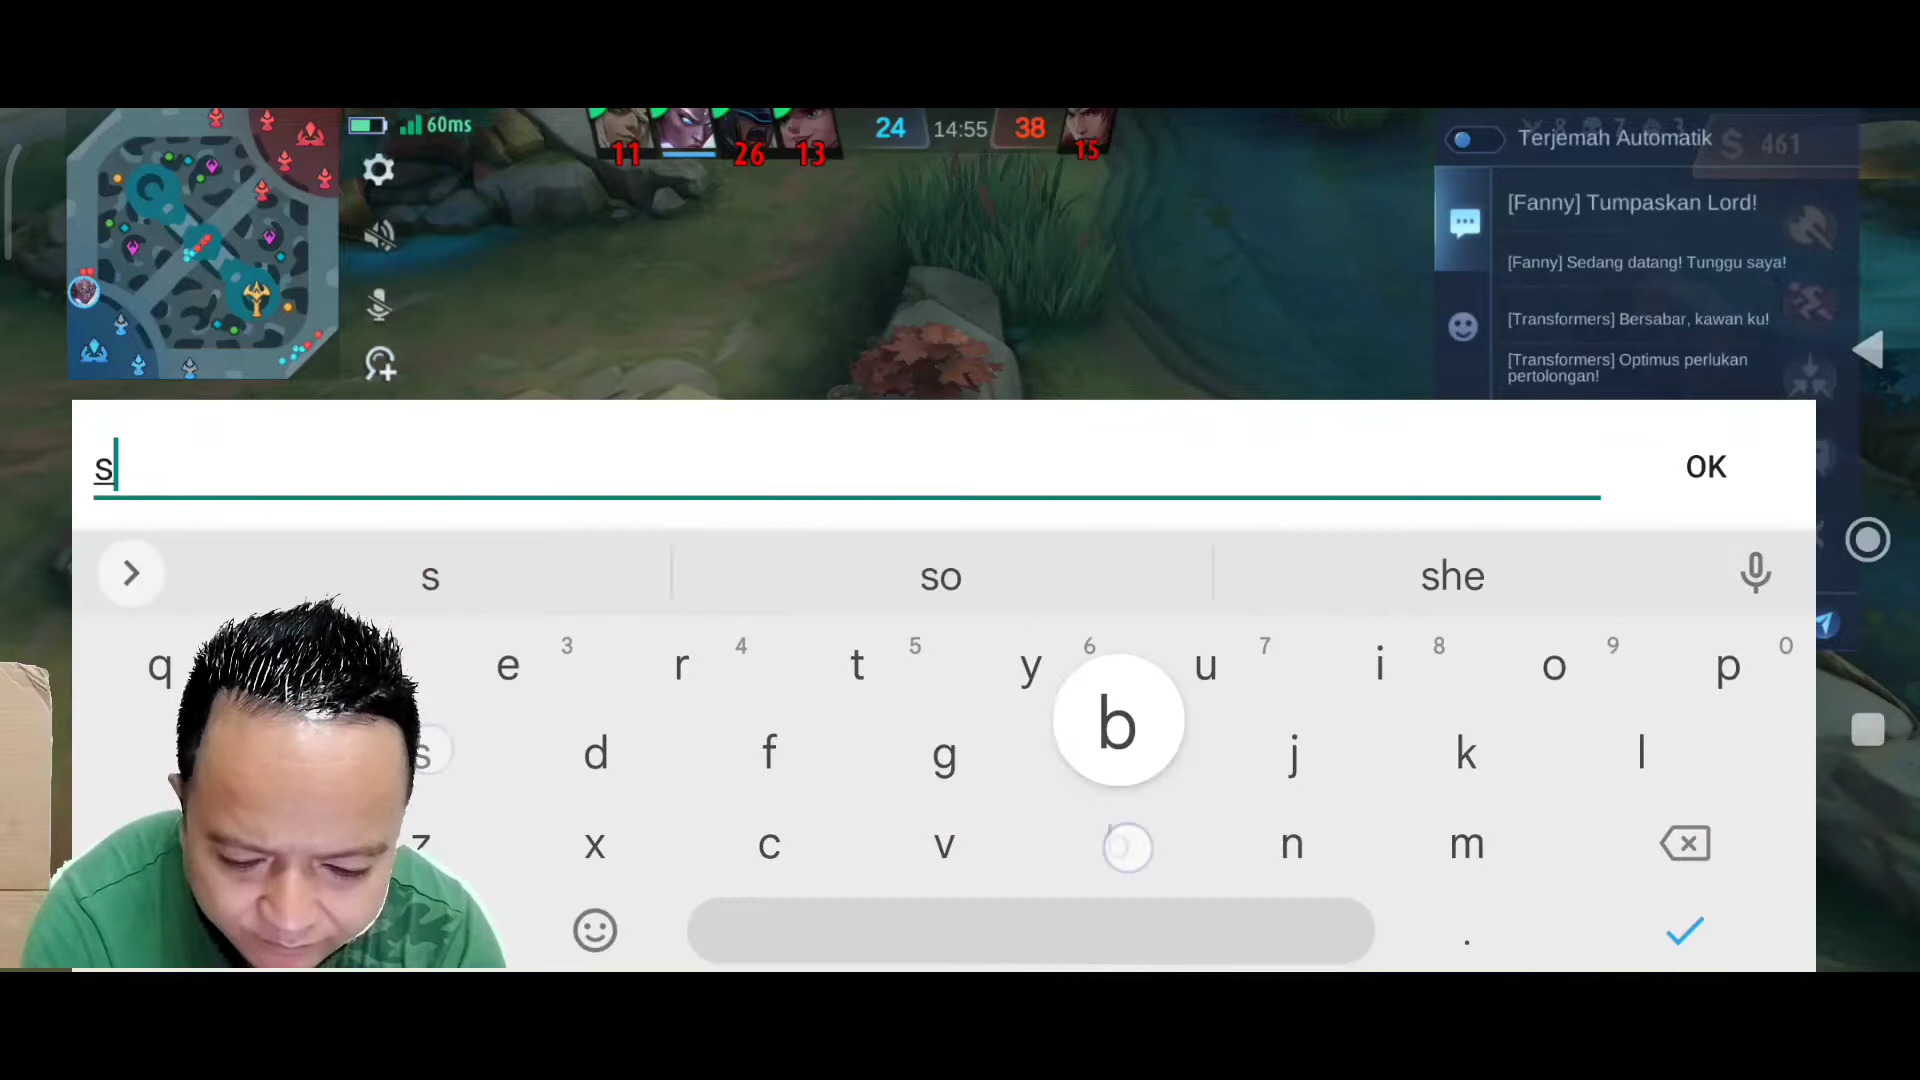 60ms
11
26
13
24
14:55
38
15
Terjemah Automatik
461
[Fanny] Tumpaskan Lord!
[Fanny] Sedang datang! Tunggu saya!
[Transformers] Bersabar, kawan ku!
[Transformers] Optimus perlukan
pertolongan!
s
OK
s
so
she
q e 3 r 4 t 5 y 6 u 7 i 8 o 9 p 0
b
s d f g j k l
z x c v b n m
.